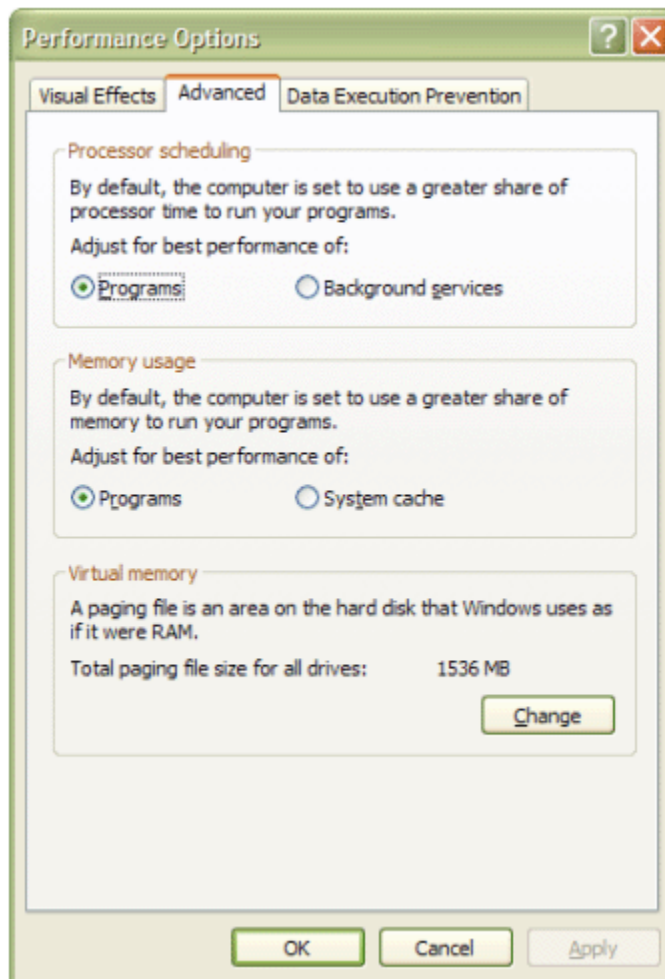 Performance Options
Visual Effects Advanced Data Execution Prevention
Processor scheduling
By default, the computer is set to use a greater share of
processor time to run your programs.
Adjust for best performance of:
Programs Background services
Memory usage
By default, the computer is set to use a greater share of
memory to run your programs.
Adjust for best performance of:
Programs System cache
Virtual memory
A paging file is an area on the hard disk that Windows uses as
if it were RAM.
Total paging file size for all drives: 1536 MB
Change
OK Cancel Apply